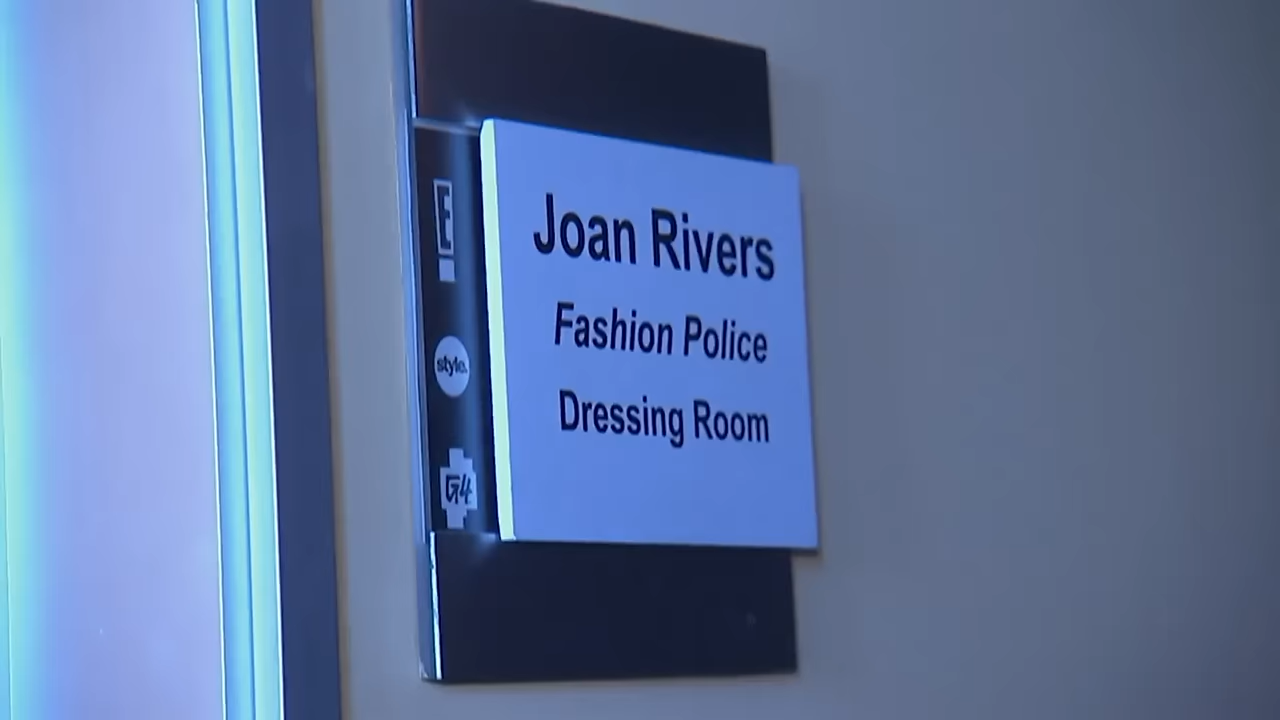 Joan Rivers
Fashion Police
Dressing Room
E
style.
G4